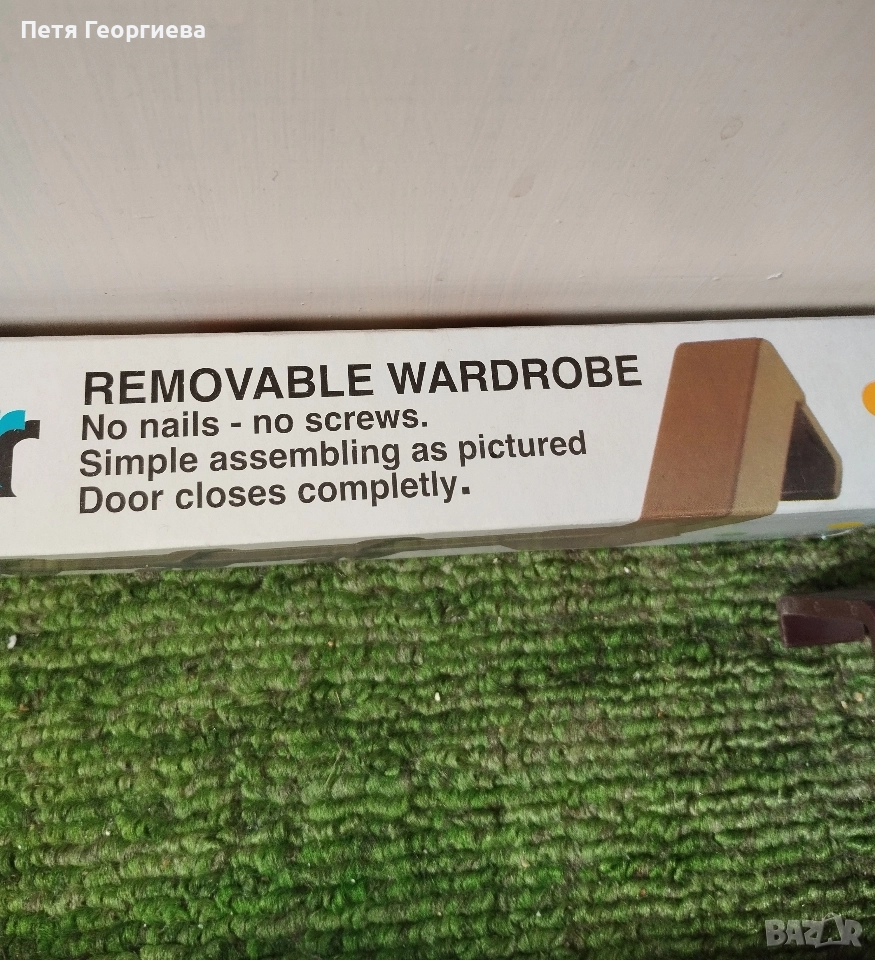 Петя Георгиева
r
REMOVABLE WARDROBE
No nails - no screws.
Simple assembling as pictured
Door closes completly.
BAZAR